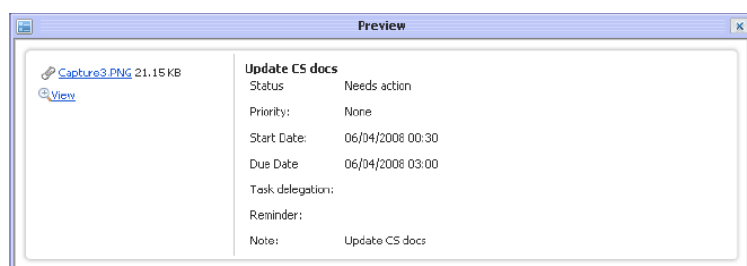 Preview
Capture3.PNG 21.15 KB
View
Update CS docs
Status Needs action
Priority: None
Start Date: 06/04/2008 00:30
Due Date 06/04/2008 03:00
Task delegation:
Reminder:
Note: Update CS docs